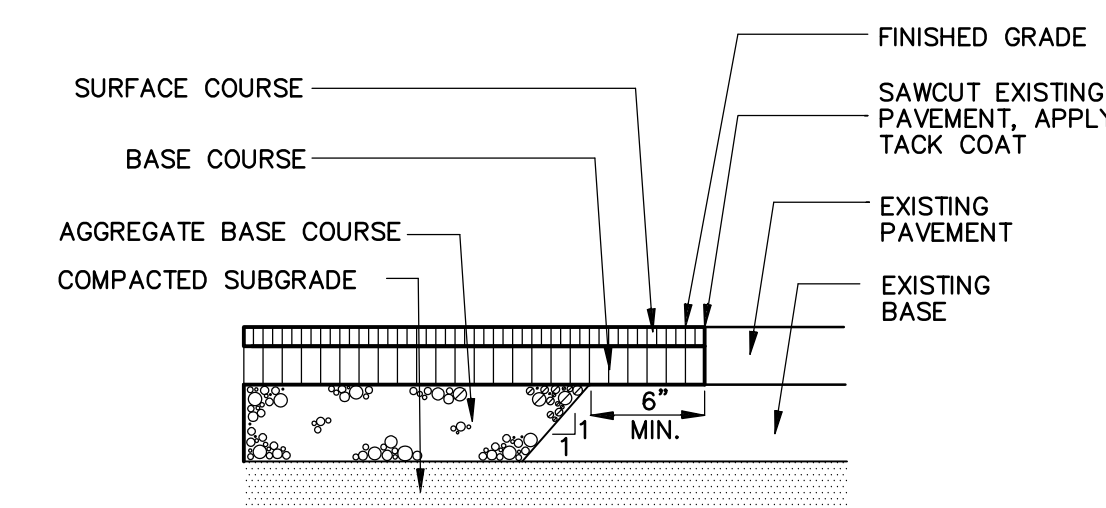 FINISHED GRADE
SURFACE COURSE
SAWCUT EXISTING
PAVEMENT, APPLY
TACK COAT
BASE COURSE
EXISTING
PAVEMENT
AGGREGATE BASE COURSE
COMPACTED SUBGRADE
EXISTING
BASE
6"
MIN.
1
1